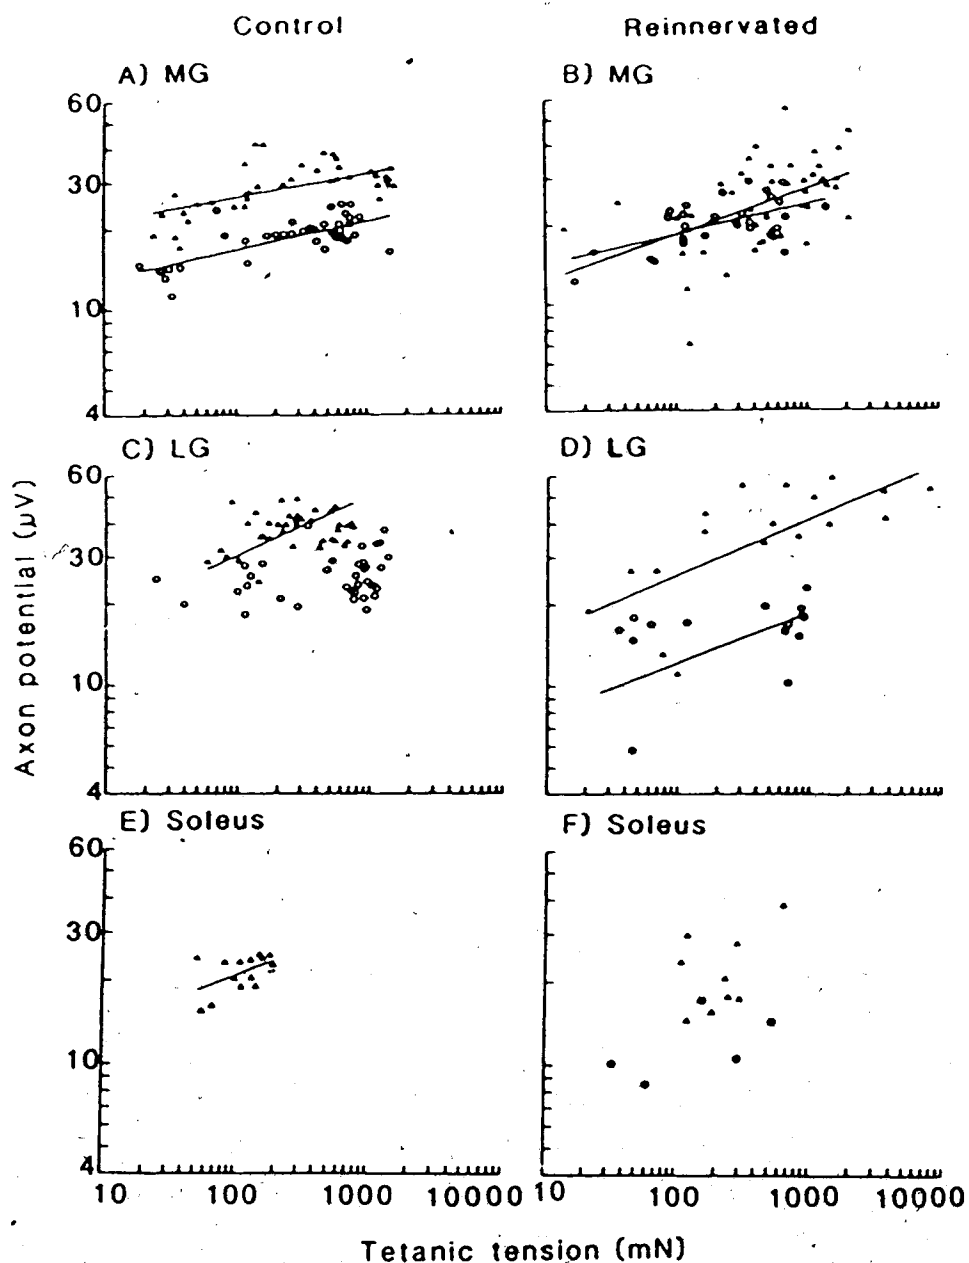 Control Reinnervated
A) MG B) MG
60
30
10
4
C) LG D) LG
60
30
10
4
E) Soleus F) Soleus
60
30
10
4
10 100 1000 10000 10 100 1000 10000
Axon potential (µV)
Tetanic tension (mN)